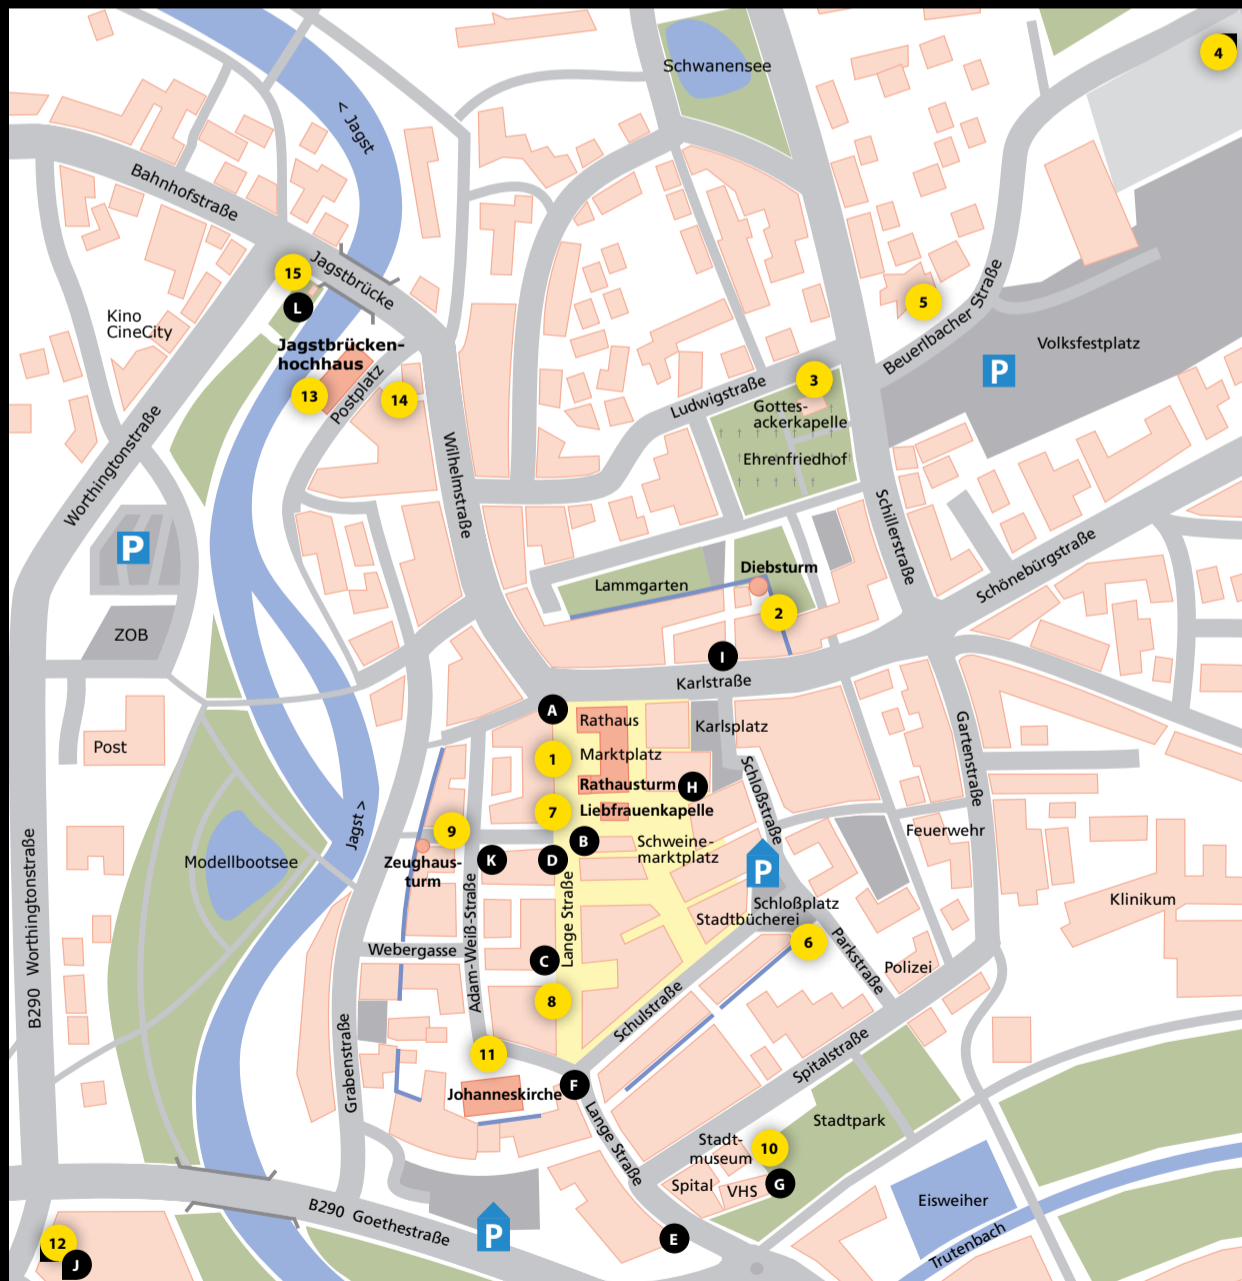 Schwanensee
4
< Jagst
Bahnhofstraße
15
Jagstbrücke
L
5
Beuerlbacher Straße
Kino
CineCity
Volksfestplatz
P
Jagstbrücken-
hochhaus
13
Postplatz
14
3
Ludwigstraße
Gottes-
ackerkapelle
Ehrenfriedhof
Worthingtonstraße
Wilhelmstraße
Schillerstraße
P
Schönebürgstraße
Diebsturm
Lammgarten
2
ZOB
I
Karlstraße
A
Rathaus
Karlsplatz
Post
1
Marktplatz
Gartenstraße
Rathausturm
H
Schloßstraße
7
Liebfrauenkapelle
Jagst >
9
B
Feuerwehr
Schweine-
marktplatz
Modellbootsee
Zeughaus-
turm
K
D
P
Klinikum
Schloßplatz
Stadtbücherei
Lange Straße
Adam-Weiß-Straße
6
Webergasse
C
Parkstraße
Polizei
B290 Worthingtonstraße
8
Schulstraße
Grabenstraße
11
Spitalstraße
Johanneskirche
F
Stadtpark
Lange Straße
Stadt-
museum
10
Spital
VHS
G
Eisweiher
B290 Goethestraße
P
E
Trutenbach
12
J